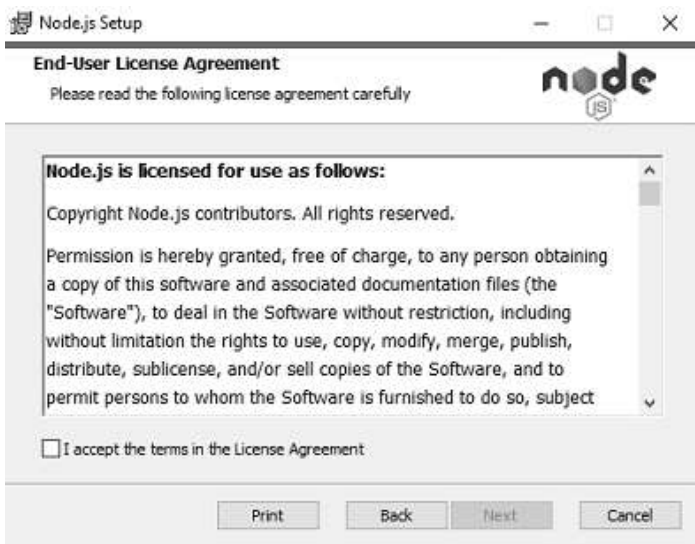 Node.js Setup
End-User License Agreement
Please read the following license agreement carefully
node
JS
Node.js is licensed for use as follows:
Copyright Node.js contributors. All rights reserved.
Permission is hereby granted, free of charge, to any person obtaining
a copy of this software and associated documentation files (the
"Software"), to deal in the Software without restriction, including
without limitation the rights to use, copy, modify, merge, publish,
distribute, sublicense, and/or sell copies of the Software, and to
permit persons to whom the Software is furnished to do so, subject
I accept the terms in the License Agreement
Print Back Next Cancel